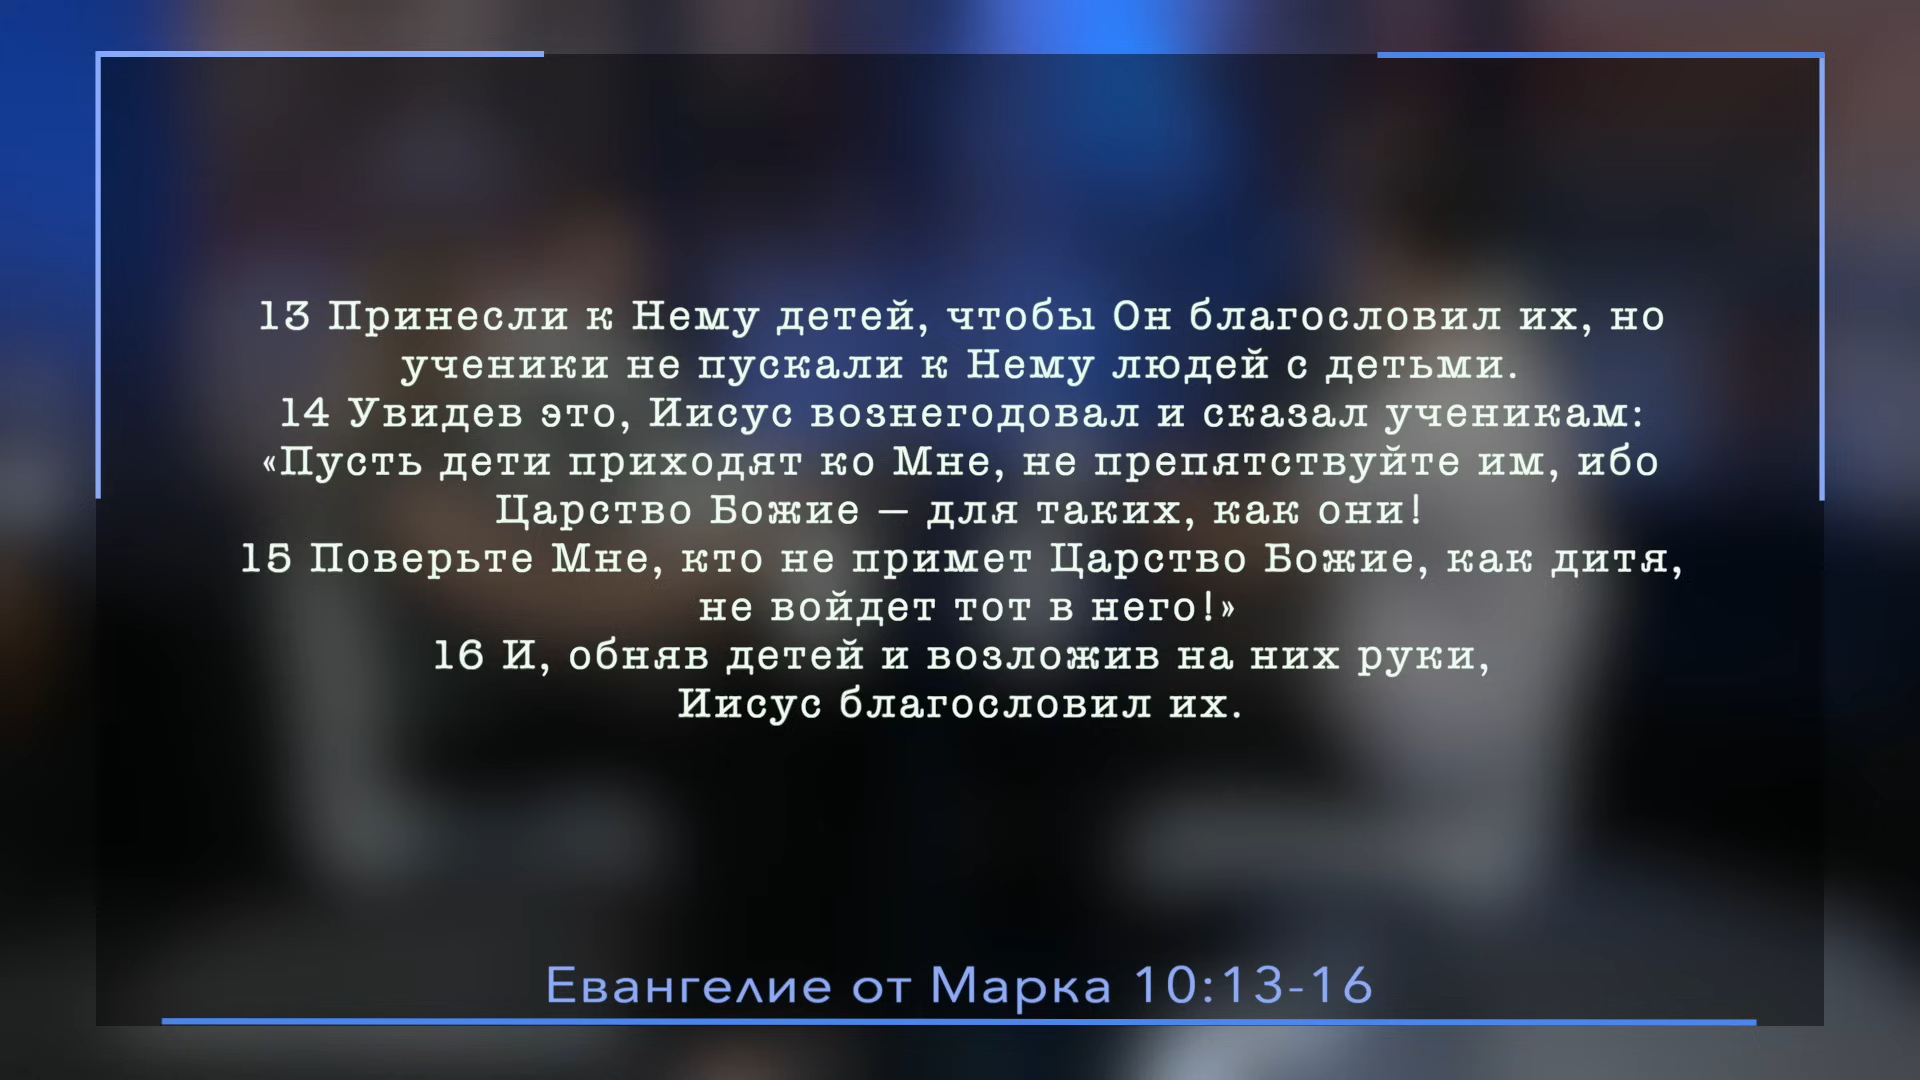 13 Принесли к Нему детей, чтобы Он благословил их, но
ученики не пускали к Нему людей с детьми.
14 Увидев это, Иисус вознегодовал и сказал ученикам:
«Пусть дети приходят ко Мне, не препятствуйте им, ибо
Царство Божие — для таких, как они!
15 Поверьте Мне, кто не примет Царство Божие, как дитя,
не войдет тот в него!»
16 И, обняв детей и возложив на них руки,
Иисус благословил их.
Евангелие от Марка 10:13-16